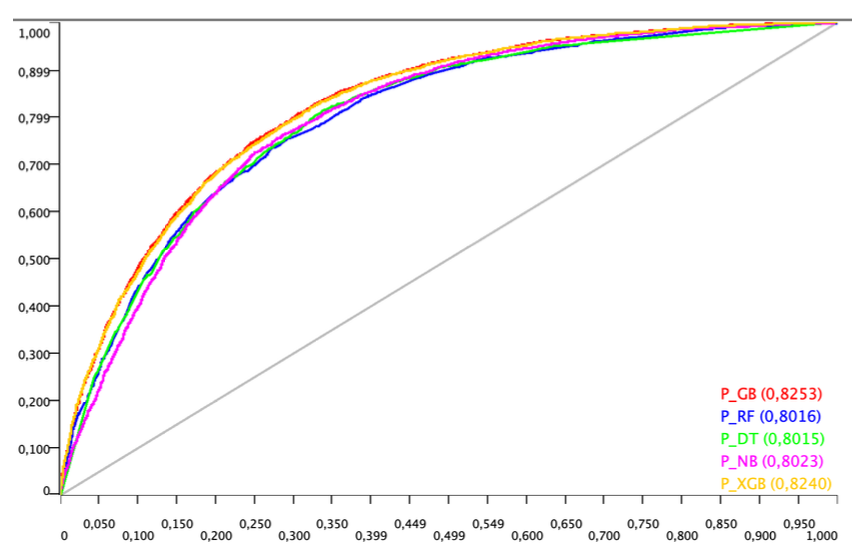 1,000
0,899
0,799
0,700
0,600
0,500
0,400
0,300
0,200
0,100
0
P_GB (0,8253)
P_RF (0,8016)
P_DT (0,8015)
P_NB (0,8023)
P_XGB (0,8240)
0,050 0,150 0,250 0,350 0,449 0,549 0,650 0,750 0,850 0,950
0 0,100 0,200 0,300 0,399 0,499 0,600 0,700 0,800 0,900 1,000